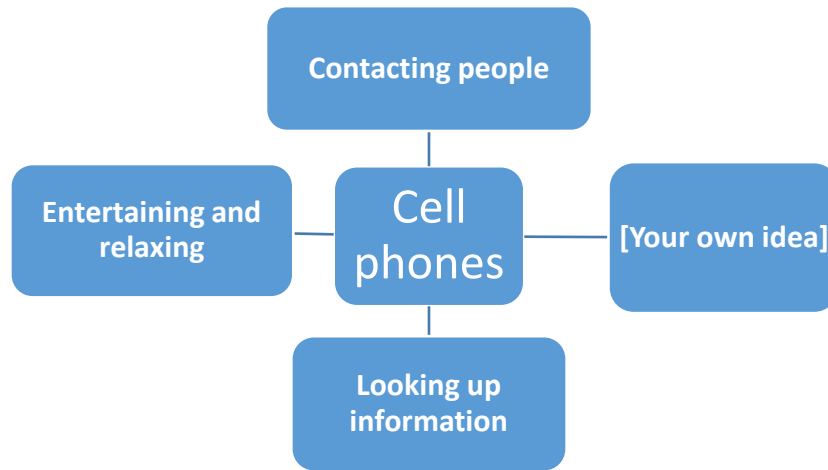 Contacting people
Entertaining and
relaxing
Cell
phones
[Your own idea]
Looking up
information